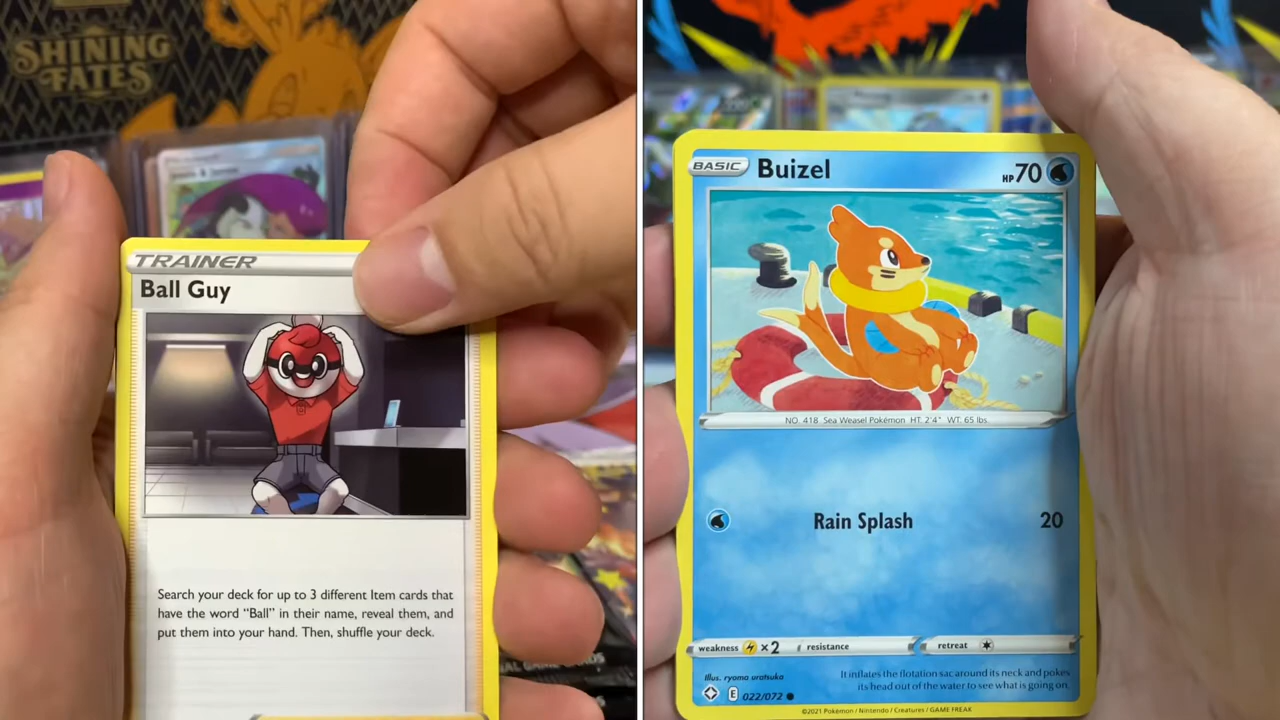 SHINING
FATES
TRAINER
Ball Guy
Search your deck for up to 3 different Item cards that
have the word “Ball” in their name, reveal them, and
put them into your hand. Then, shuffle your deck.
BASIC
Buizel
HP 70
NO. 418 Sea Weasel Pokémon HT: 2'4" WT: 65 lbs.
Rain Splash 20
weakness ×2 resistance retreat
Illus. ryoma uratsuka
It inflates the flotation sac around its neck and pokes
its head out of the water to see what is going on.
E 022/072
©2021 Pokémon / Nintendo / Creatures / GAME FREAK